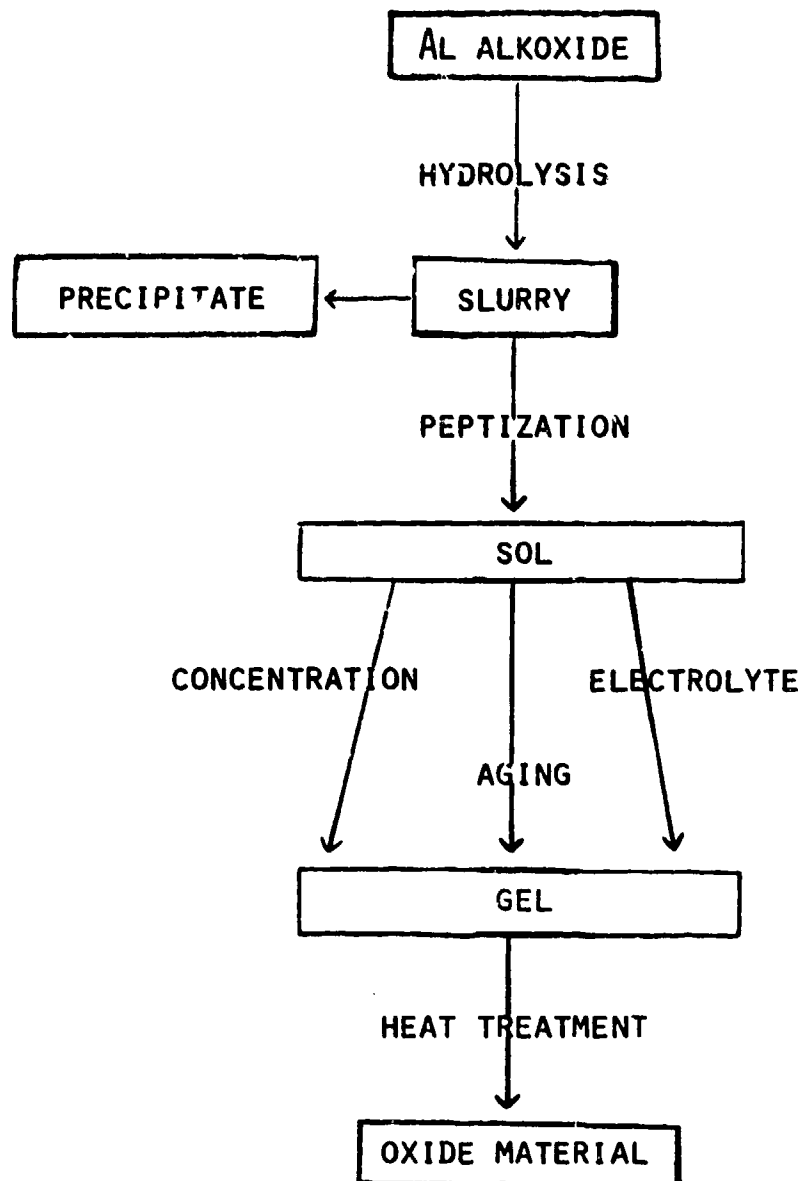 AL ALKOXIDE
HYDROLYSIS
PRECIPITATE
SLURRY
PEPTIZATION
SOL
CONCENTRATION
ELECTROLYTE
AGING
GEL
HEAT TREATMENT
OXIDE MATERIAL